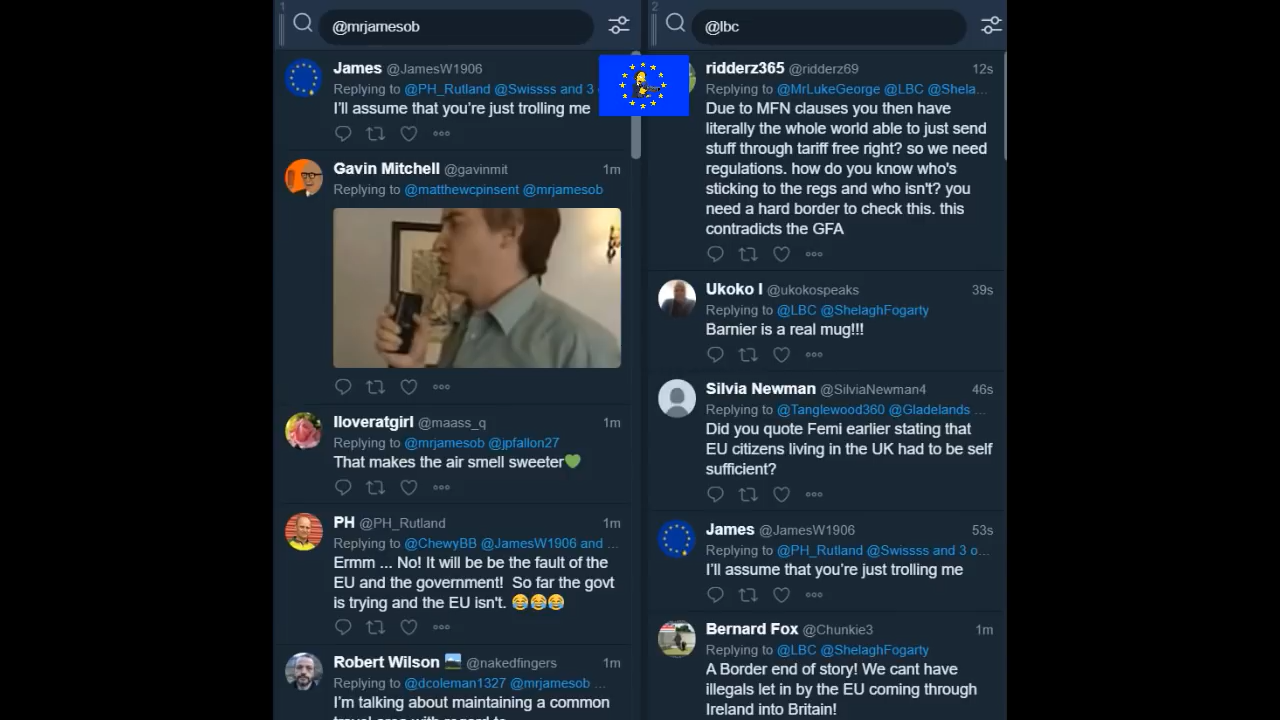 1
@mrjamesob
James @JamesW1906
Replying to @PH_Rutland @Swissss and 3
I'll assume that you're just trolling me
Gavin Mitchell @gavinmit 1m
Replying to @matthewcpinsent @mrjamesob
Iloveratgirl @maass_q 1m
Replying to @mrjamesob @jpfallon27
That makes the air smell sweeter💚
PH @PH_Rutland 1m
Replying to @ChewyBB @JamesW1906 and ...
Ermm ... No! It will be be the fault of the
EU and the government! So far the govt
is trying and the EU isn't. 😂😂😂
Robert Wilson @nakedfingers 1m
Replying to @dcoleman1327 @mrjamesob ...
I'm talking about maintaining a common
travel area with regard to
2
@lbc
ridderz365 @ridderz69 12s
Replying to @MrLukeGeorge @LBC @Shela...
Due to MFN clauses you then have
literally the whole world able to just send
stuff through tariff free right? so we need
regulations. how do you know who's
sticking to the regs and who isn't? you
need a hard border to check this. this
contradicts the GFA
Ukoko I @ukokospeaks 39s
Replying to @LBC @ShelaghFogarty
Barnier is a real mug!!!
Silvia Newman @SilviaNewman4 46s
Replying to @Tanglewood360 @Gladelands ...
Did you quote Femi earlier stating that
EU citizens living in the UK had to be self
sufficient?
James @JamesW1906 53s
Replying to @PH_Rutland @Swissss and 3 o...
I'll assume that you're just trolling me
Bernard Fox @Chunkie3 1m
Replying to @LBC @ShelaghFogarty
A Border end of story! We cant have
illegals let in by the EU coming through
Ireland into Britain!